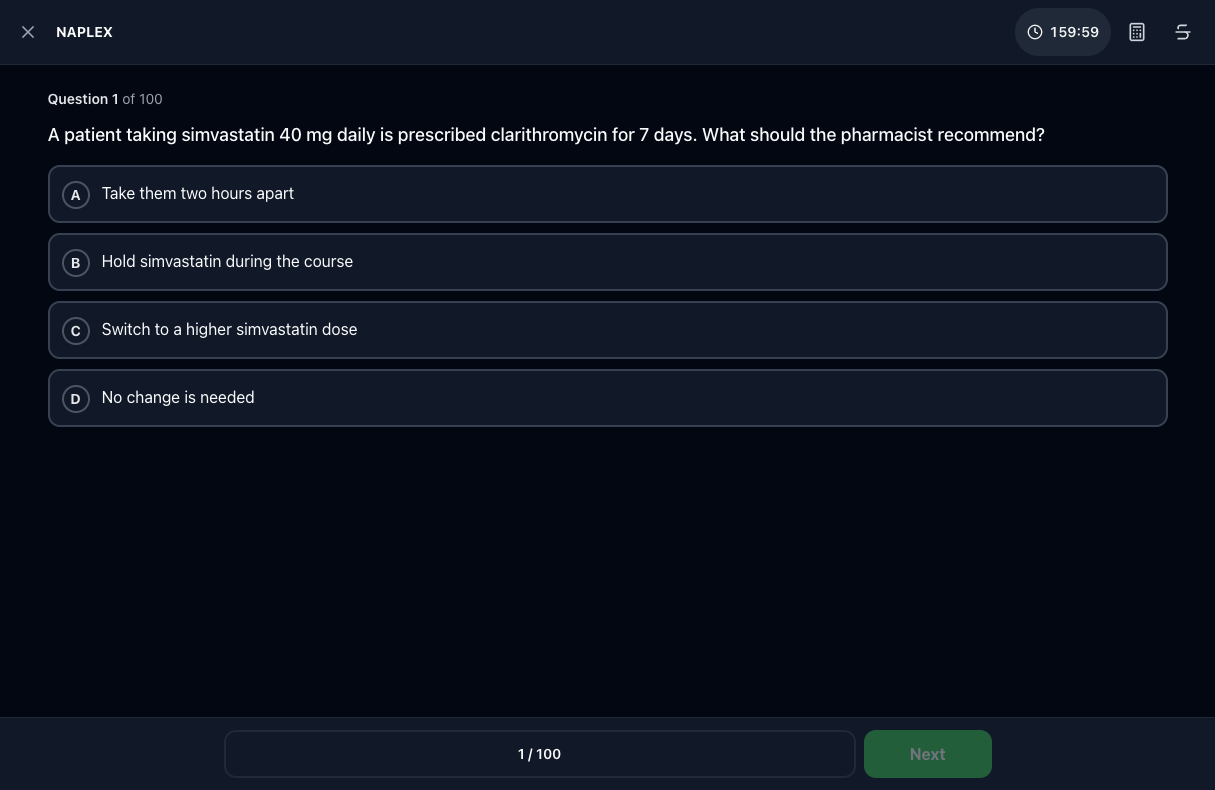 NAPLEX
159:59
Question 1 of 100
A patient taking simvastatin 40 mg daily is prescribed clarithromycin for 7 days. What should the pharmacist recommend?
A Take them two hours apart
B Hold simvastatin during the course
C Switch to a higher simvastatin dose
D No change is needed
1 / 100
Next